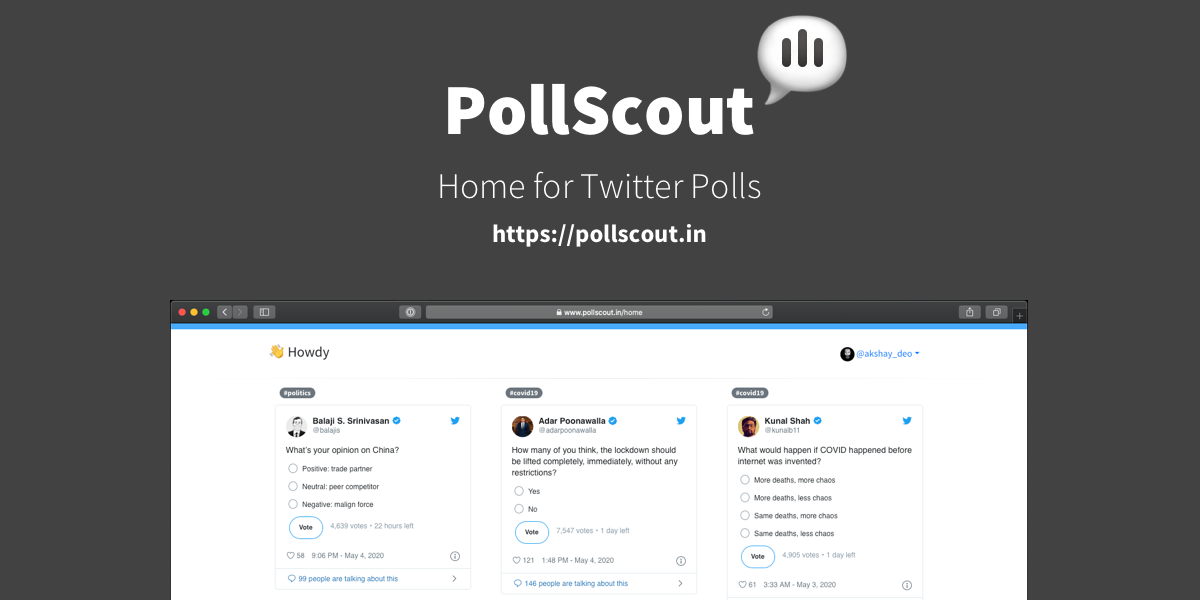 PollScout
Home for Twitter Polls
https://pollscout.in
www.pollscout.in/home
Howdy
@akshay_deo
#politics
Balaji S. Srinivasan
@balajis
What's your opinion on China?
Positive: trade partner
Neutral: peer competitor
Negative: malign force
Vote
4,639 votes • 22 hours left
58 9:06 PM - May 4, 2020
99 people are talking about this
#covid19
Adar Poonawalla
@adarpoonawalla
How many of you think, the lockdown should
be lifted completely, immediately, without any
restrictions?
Yes
No
Vote
7,547 votes • 1 day left
121 1:48 PM - May 4, 2020
146 people are talking about this
#covid19
Kunal Shah
@kunalb11
What would happen if COVID happened before
internet was invented?
More deaths, more chaos
More deaths, less chaos
Same deaths, more chaos
Same deaths, less chaos
Vote
4,905 votes • 1 day left
61 3:33 AM - May 3, 2020